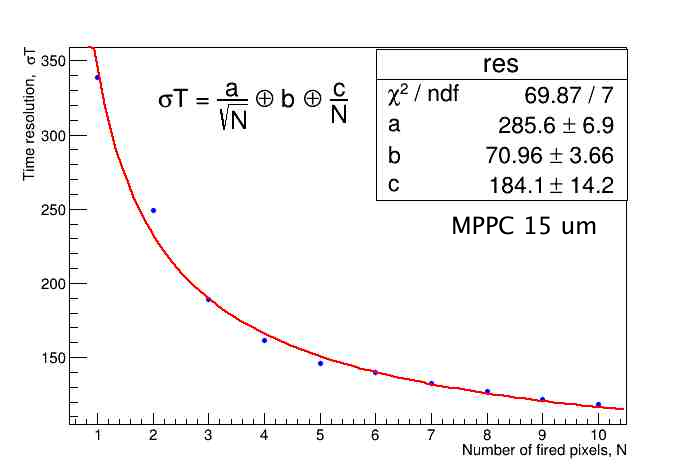 res
χ² / ndf 69.87 / 7
a 285.6 ± 6.9
b 70.96 ± 3.66
c 184.1 ± 14.2
σT = a/√N ⊕ b ⊕ c/N
MPPC 15 um
Time resolution, σT
350
300
250
200
150
1 2 3 4 5 6 7 8 9 10
Number of fired pixels, N